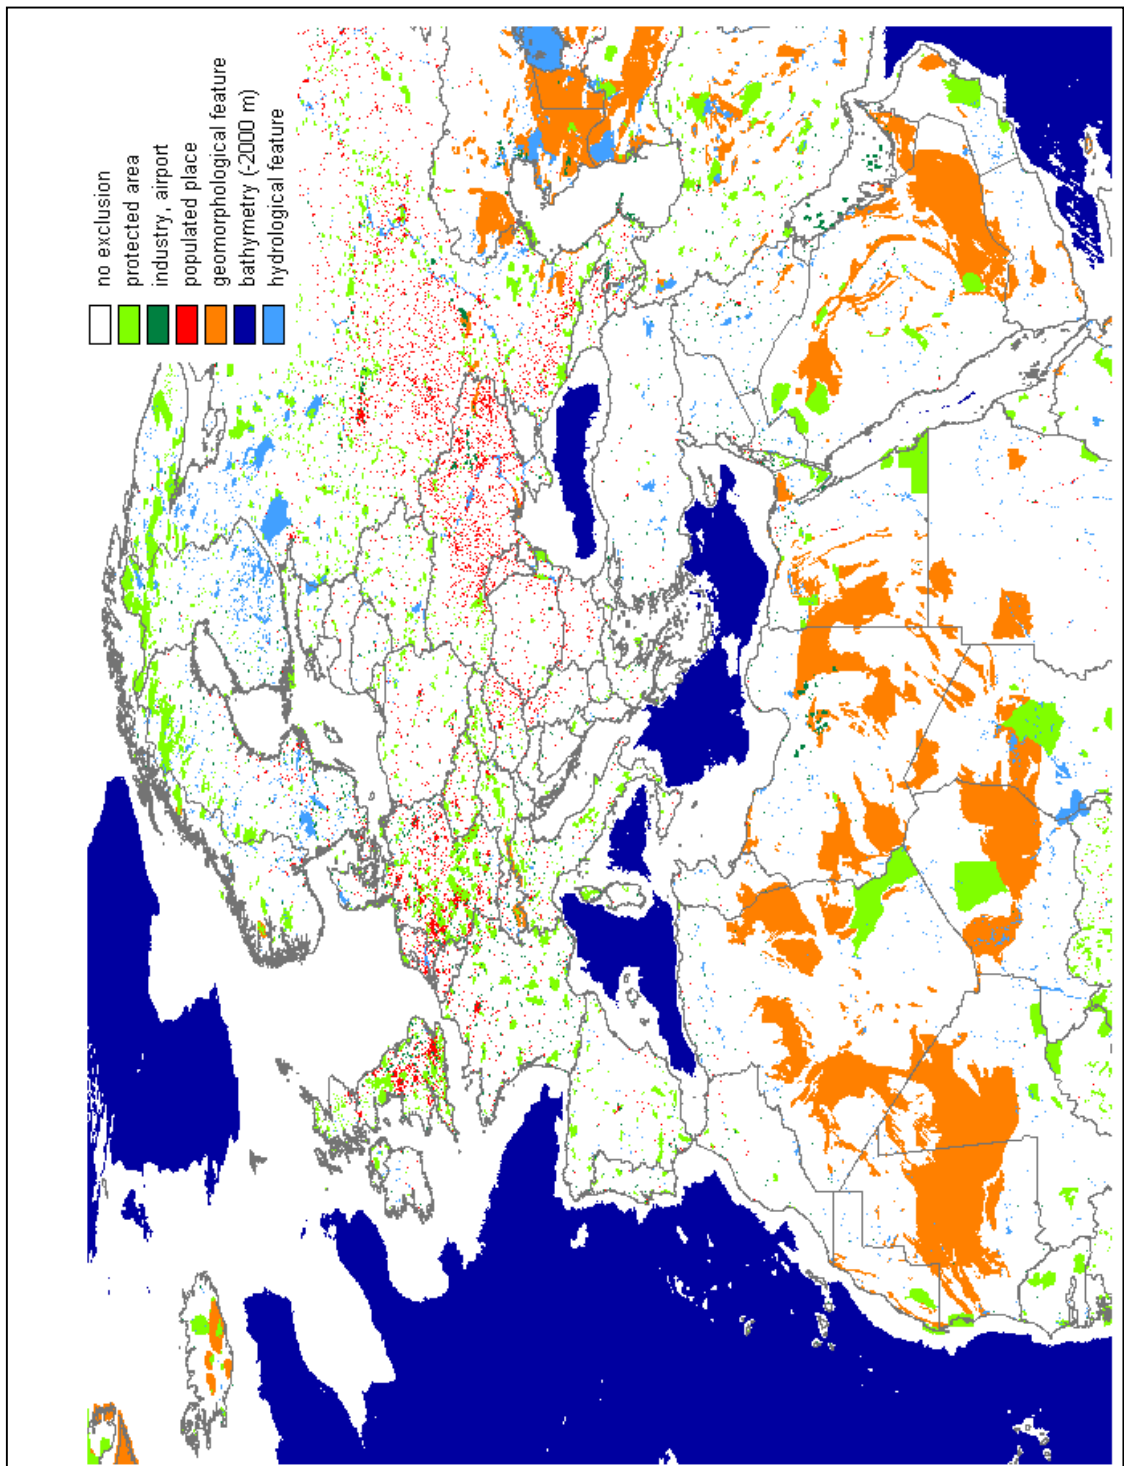 no exclusion
protected area
industry, airport
populated place
geomorphological feature
bathymetry (-2000 m)
hydrological feature